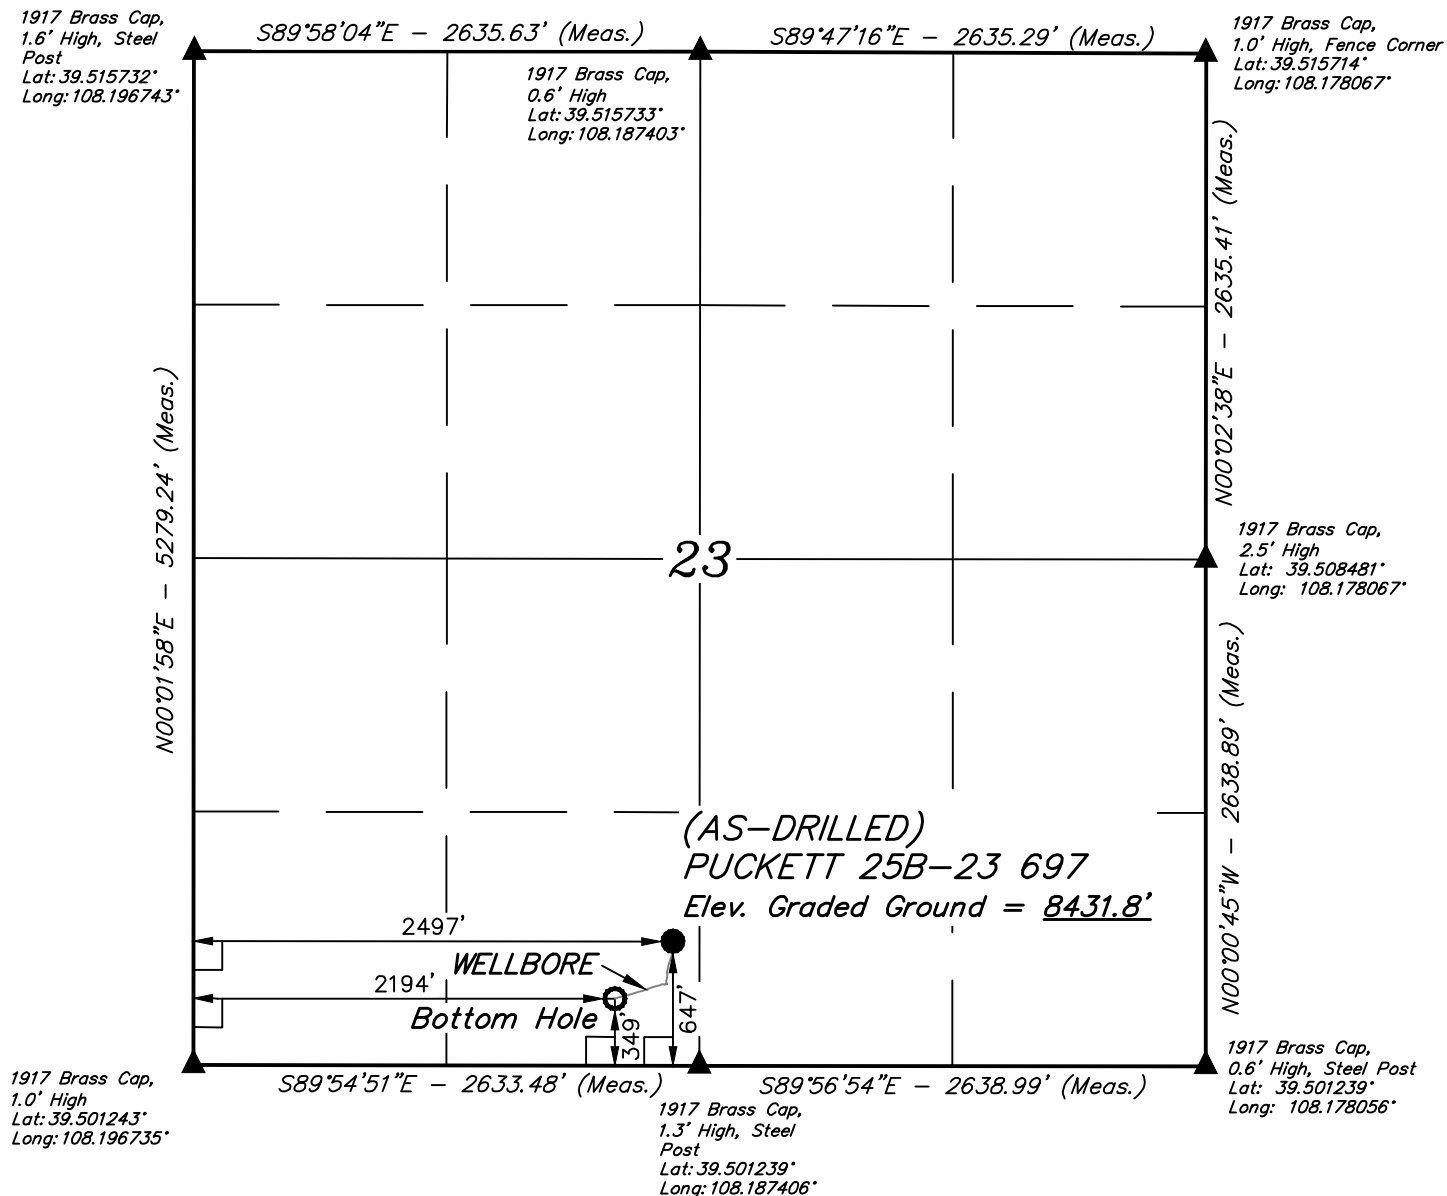 1917 Brass Cap,
1.6' High, Steel
Post
Lat: 39.515732°
Long: 108.196743°
S89°58'04"E - 2635.63' (Meas.)
1917 Brass Cap,
0.6' High
Lat: 39.515733°
Long: 108.187403°
S89°47'16"E - 2635.29' (Meas.)
1917 Brass Cap,
1.0' High, Fence Corner
Lat: 39.515714°
Long: 108.178067°
N00°02'38"E - 2635.41' (Meas.)
N00°01'58"E - 5279.24' (Meas.)
23
1917 Brass Cap,
2.5' High
Lat: 39.508481°
Long: 108.178067°
N00°00'45"W - 2638.89' (Meas.)
(AS-DRILLED)
PUCKETT 25B-23 697
Elev. Graded Ground = 8431.8'
2497'
WELLBORE
2194'
Bottom Hole
349'
647'
1917 Brass Cap,
1.0' High
Lat: 39.501243°
Long: 108.196735°
S89°54'51"E - 2633.48' (Meas.)
1917 Brass Cap,
1.3' High, Steel
Post
Lat: 39.501239°
Long: 108.187406°
S89°56'54"E - 2638.99' (Meas.)
1917 Brass Cap,
0.6' High, Steel Post
Lat: 39.501239°
Long: 108.178056°